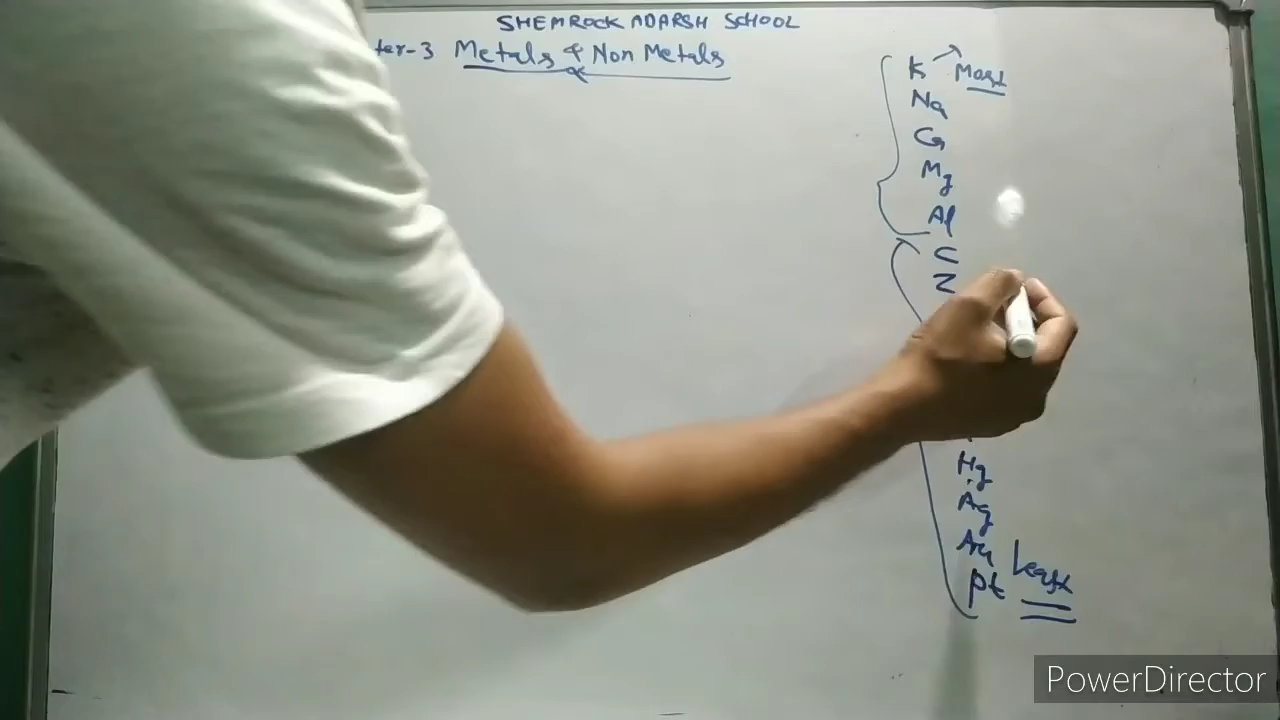 SHEMROCK ADARSH SCHOOL
ter-3 Metals & Non Metals
K → Most
Na
Ca
Mg
Al
C
Z
Hg
Ag
Au Least
Pt
PowerDirector